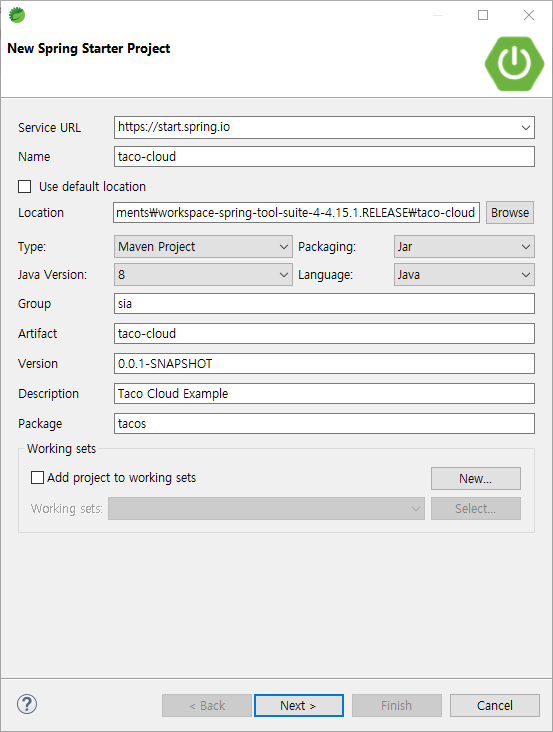 New Spring Starter Project
Service URL https://start.spring.io
Name taco-cloud
Use default location
Location ments₩workspace-spring-tool-suite-4-4.15.1.RELEASE₩taco-cloud Browse
Type: Maven Project Packaging: Jar
Java Version: 8 Language: Java
Group sia
Artifact taco-cloud
Version 0.0.1-SNAPSHOT
Description Taco Cloud Example
Package tacos
Working sets
Add project to working sets New...
Working sets: Select...
? < Back Next > Finish Cancel